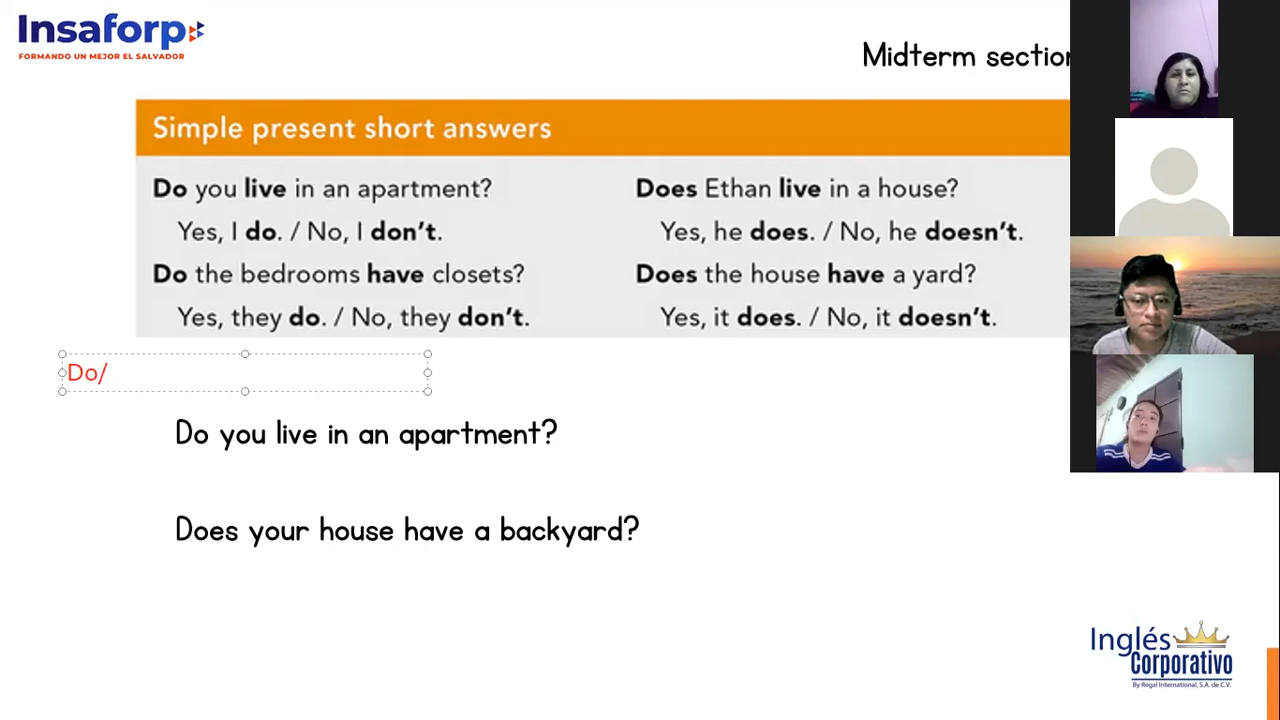 Insaforp
FORMANDO UN MEJOR EL SALVADOR
Midterm section
Simple present short answers
Do you live in an apartment?
Yes, I do. / No, I don't.
Do the bedrooms have closets?
Yes, they do. / No, they don't.
Does Ethan live in a house?
Yes, he does. / No, he doesn't.
Does the house have a yard?
Yes, it does. / No, it doesn't.
Do/
Do you live in an apartment?
Does your house have a backyard?
Inglés
Corporativo
By Regal International, S.A. de C.V.